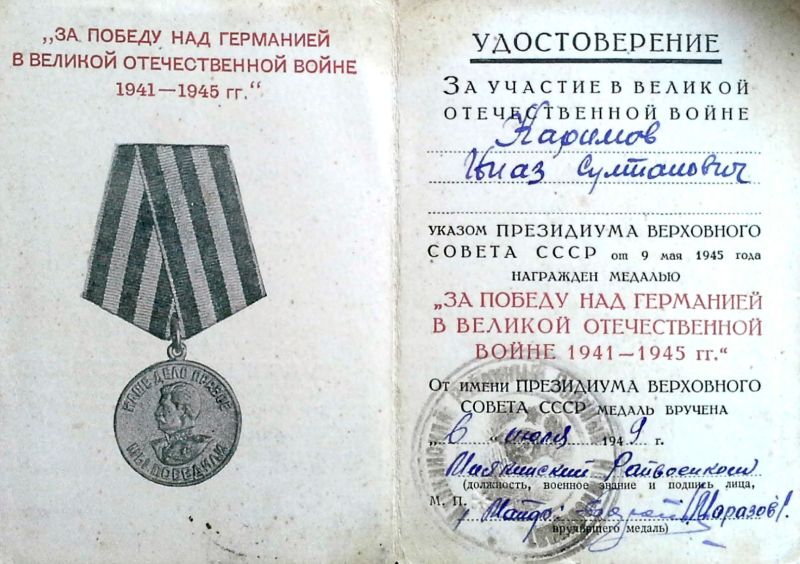 „ЗА ПОБЕДУ НАД ГЕРМАНИЕЙ
В ВЕЛИКОЙ ОТЕЧЕСТВЕННОЙ ВОЙНЕ
1941—1945 гг.“
НАШЕ ДЕЛО ПРАВОЕ
МЫ ПОБЕДИЛИ
УДОСТОВЕРЕНИЕ
ЗА УЧАСТИЕ В ВЕЛИКОЙ
ОТЕЧЕСТВЕННОЙ ВОЙНЕ
Каримов
Султанович
УКАЗОМ ПРЕЗИДИУМА ВЕРХОВНОГО
СОВЕТА СССР от 9 мая 1945 года
НАГРАЖДЕН МЕДАЛЬЮ
„ЗА ПОБЕДУ НАД ГЕРМАНИЕЙ
В ВЕЛИКОЙ ОТЕЧЕСТВЕННОЙ
ВОЙНЕ 1941—1945 гг.“
ОТ ИМЕНИ ПРЕЗИДИУМА ВЕРХОВНОГО
СОВЕТА СССР МЕДАЛЬ ВРУЧЕНА
„6“ июля 1949 г.
Райвоенком
(должность, военное звание и подпись лица,
М. П.
вручившего медаль)